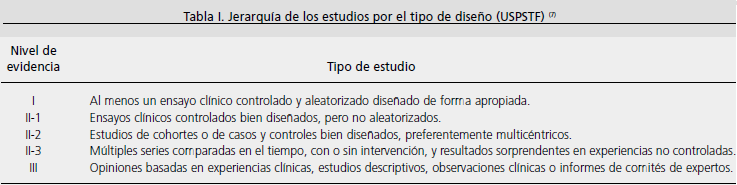 Tabla I. Jerarquía de los estudios por el tipo de diseño (USPSTF) (7)
Nivel de
evidencia Tipo de estudio
I Al menos un ensayo clínico controlado y aleatorizado diseñado de forma apropiada.
II-1 Ensayos clínicos controlados bien diseñados, pero no aleatorizados.
II-2 Estudios de cohortes o de casos y controles bien diseñados, preferentemente multicéntricos.
II-3 Múltiples series comparadas en el tiempo, con o sin intervención, y resultados sorprendentes en experiencias no controladas.
III Opiniones basadas en experiencias clínicas, estudios descriptivos, observaciones clínicas o informes de comités de expertos.